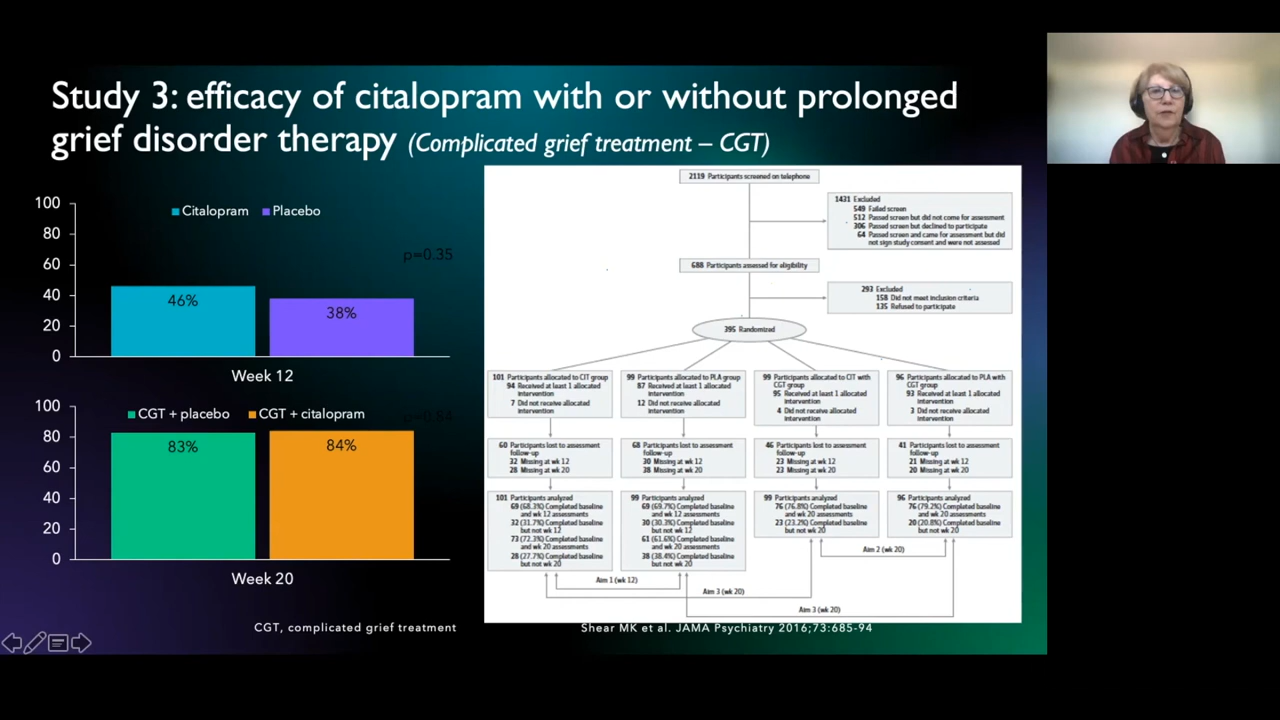 Study 3: efficacy of citalopram with or without prolonged
grief disorder therapy (Complicated grief treatment – CGT)
100
80
60
40
20
0
Citalopram
Placebo
p=0.35
46%
38%
Week 12
100
80
60
40
20
0
CGT + placebo
CGT + citalopram
83%
84%
Week 20
CGT, complicated grief treatment
2119 Participants screened on telephone
1431 Excluded
549 Failed screen
512 Passed screen but did not come for assessment
306 Passed screen but declined to participate
64 Passed screen and came for assessment but did
not sign study consent and were not assessed
688 Participants assessed for eligibility
293 Excluded
158 Did not meet inclusion criteria
135 Refused to participate
395 Randomized
101 Participants allocated to CIT group
94 Received at least 1 allocated
intervention
7 Did not receive allocated
intervention
99 Participants allocated to PLA group
87 Received at least 1 allocated
intervention
12 Did not receive allocated
intervention
99 Participants allocated to CIT with
CGT group
95 Received at least 1 allocated
intervention
4 Did not receive allocated
intervention
96 Participants allocated to PLA with
CGT group
93 Received at least 1 allocated
intervention
3 Did not receive allocated
intervention
60 Participants lost to assessment
follow-up
32 Missing at wk 12
28 Missing at wk 20
68 Participants lost to assessment
follow-up
30 Missing at wk 12
38 Missing at wk 20
46 Participants lost to assessment
follow-up
23 Missing at wk 12
23 Missing at wk 20
41 Participants lost to assessment
follow-up
21 Missing at wk 12
20 Missing at wk 20
101 Participants analyzed
69 (68.3%) Completed baseline
and wk 12 assessments
32 (31.7%) Completed baseline
but not wk 12
73 (72.3%) Completed baseline
and wk 20 assessments
28 (27.7%) Completed baseline
but not wk 20
99 Participants analyzed
69 (69.7%) Completed baseline
and wk 12 assessments
30 (30.3%) Completed baseline
but not wk 12
61 (61.6%) Completed baseline
and wk 20 assessments
38 (38.4%) Completed baseline
but not wk 20
99 Participants analyzed
76 (76.8%) Completed baseline
and wk 20 assessments
23 (23.2%) Completed baseline
but not wk 20
96 Participants analyzed
76 (79.2%) Completed baseline
and wk 20 assessments
20 (20.8%) Completed baseline
but not wk 20
Aim 1 (wk 12)
Aim 2 (wk 20)
Aim 3 (wk 20)
Aim 3 (wk 20)
Shear MK et al. JAMA Psychiatry 2016;73:685-94